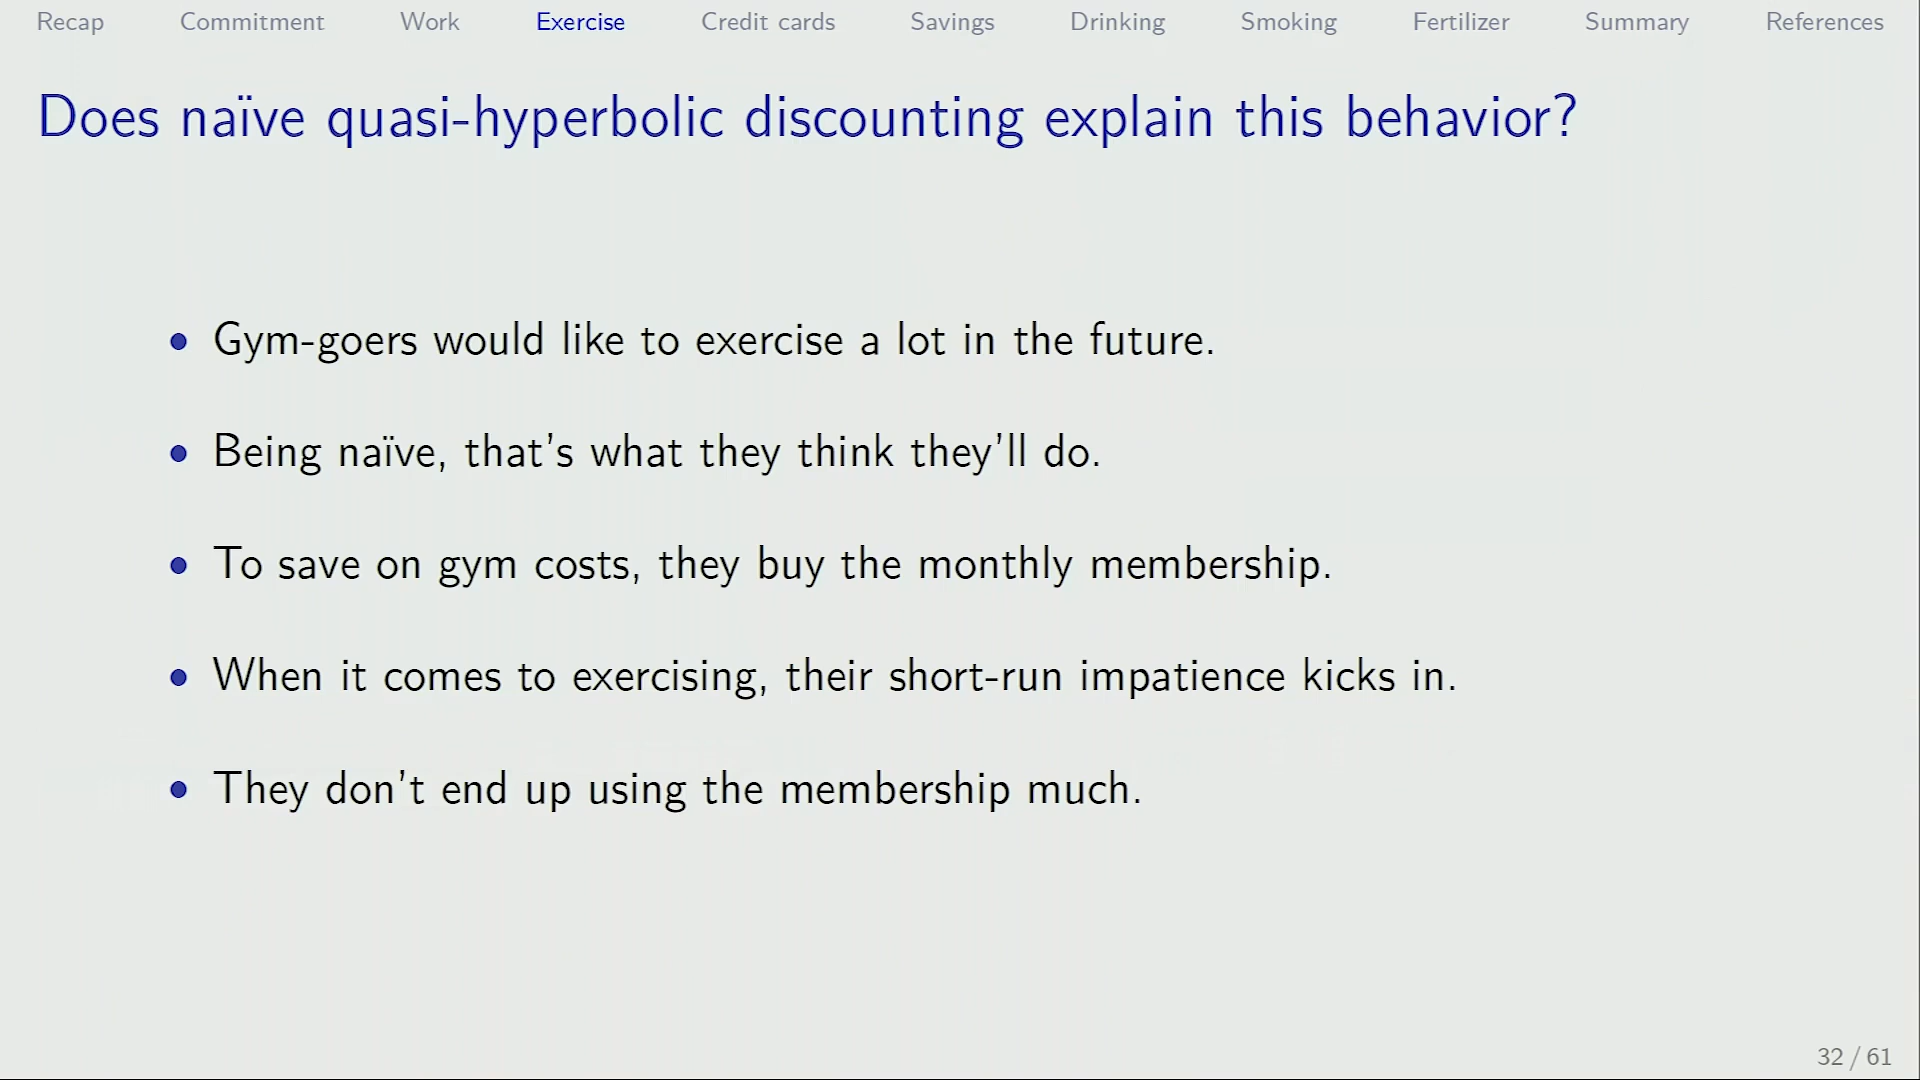 Recap Commitment Work Exercise Credit cards Savings Drinking Smoking Fertilizer Summary References
Does naïve quasi-hyperbolic discounting explain this behavior?
• Gym-goers would like to exercise a lot in the future.
• Being naïve, that's what they think they'll do.
• To save on gym costs, they buy the monthly membership.
• When it comes to exercising, their short-run impatience kicks in.
• They don't end up using the membership much.
32 / 61